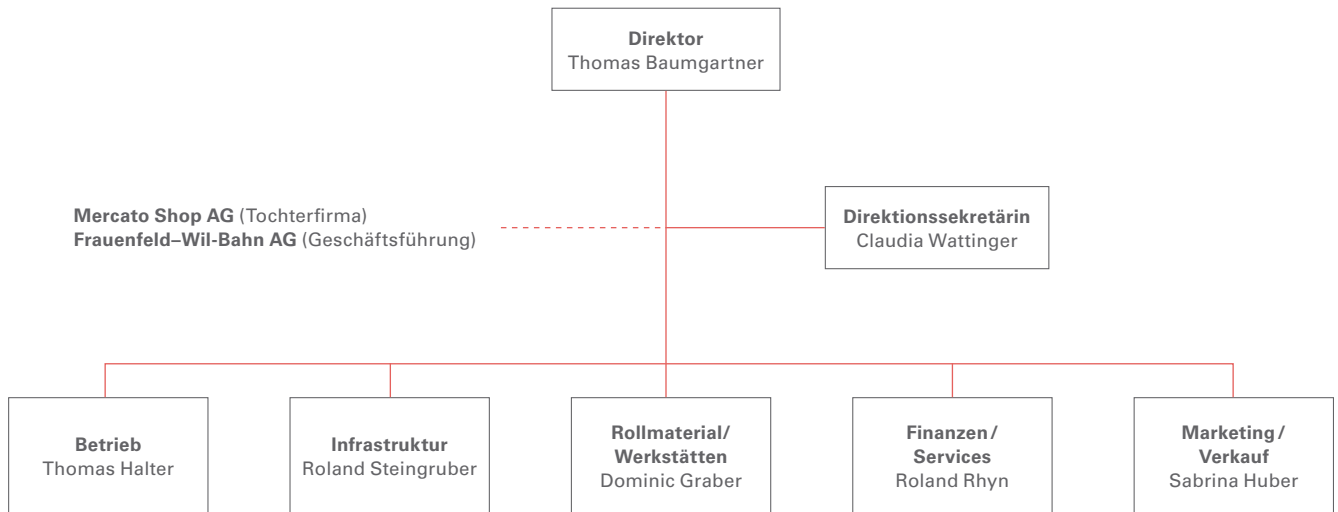 Direktor
Thomas Baumgartner
Mercato Shop AG (Tochterfirma)
Frauenfeld–Wil-Bahn AG (Geschäftsführung)
Direktionssekretärin
Claudia Wattinger
Betrieb
Thomas Halter
Infrastruktur
Roland Steingruber
Rollmaterial/
Werkstätten
Dominic Graber
Finanzen/
Services
Roland Rhyn
Marketing/
Verkauf
Sabrina Huber